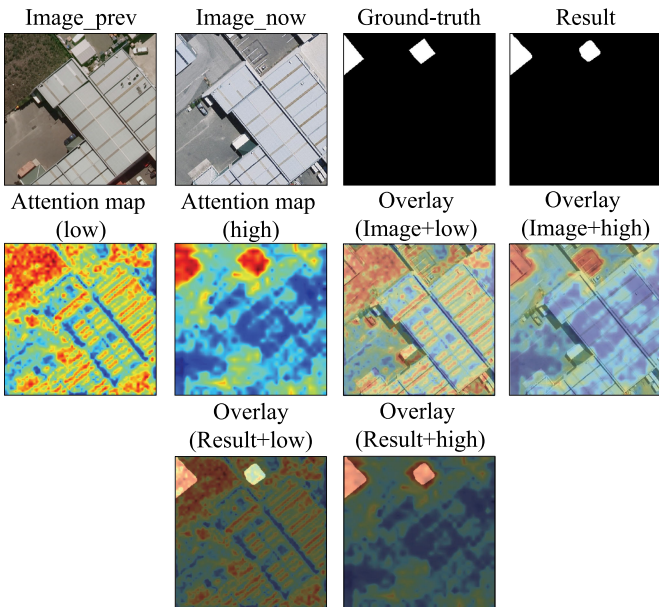 Image_prev
Image_now
Ground-truth
Result
Attention map
(low)
Attention map
(high)
Overlay
(Image+low)
Overlay
(Image+high)
Overlay
(Result+low)
Overlay
(Result+high)